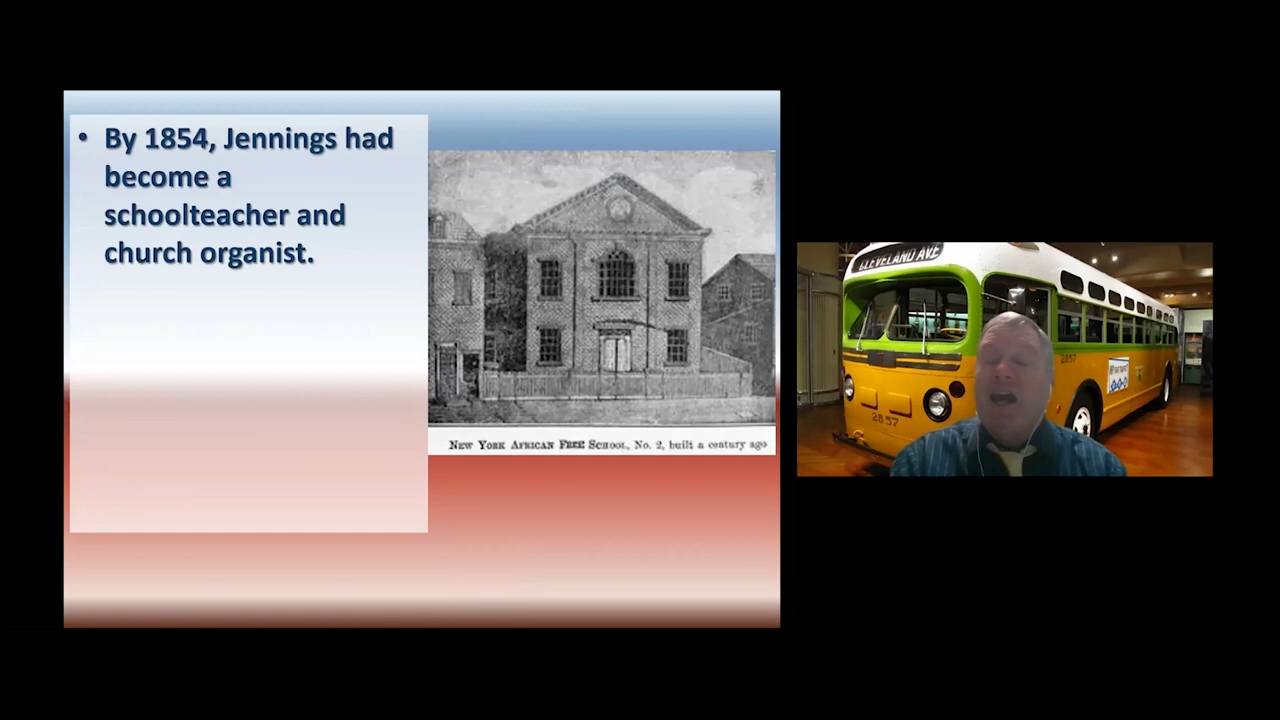 • By 1854, Jennings had
become a
schoolteacher and
church organist.
NEW YORK AFRICAN FREE SCHOOL, No. 2, built a century ago
CLEVELAND AVE
2857
2857